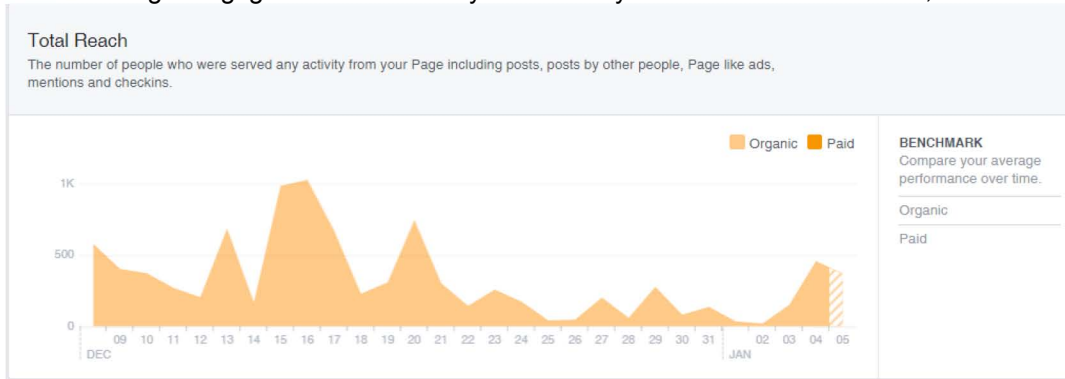 Total Reach
The number of people who were served any activity from your Page including posts, posts by other people, Page like ads,
mentions and checkins.
Organic Paid
BENCHMARK
Compare your average
performance over time.
Organic
Paid
1K
500
0
09 10 11 12 13 14 15 16 17 18 19 20 21 22 23 24 25 26 27 28 29 30 31 02 03 04 05
DEC JAN